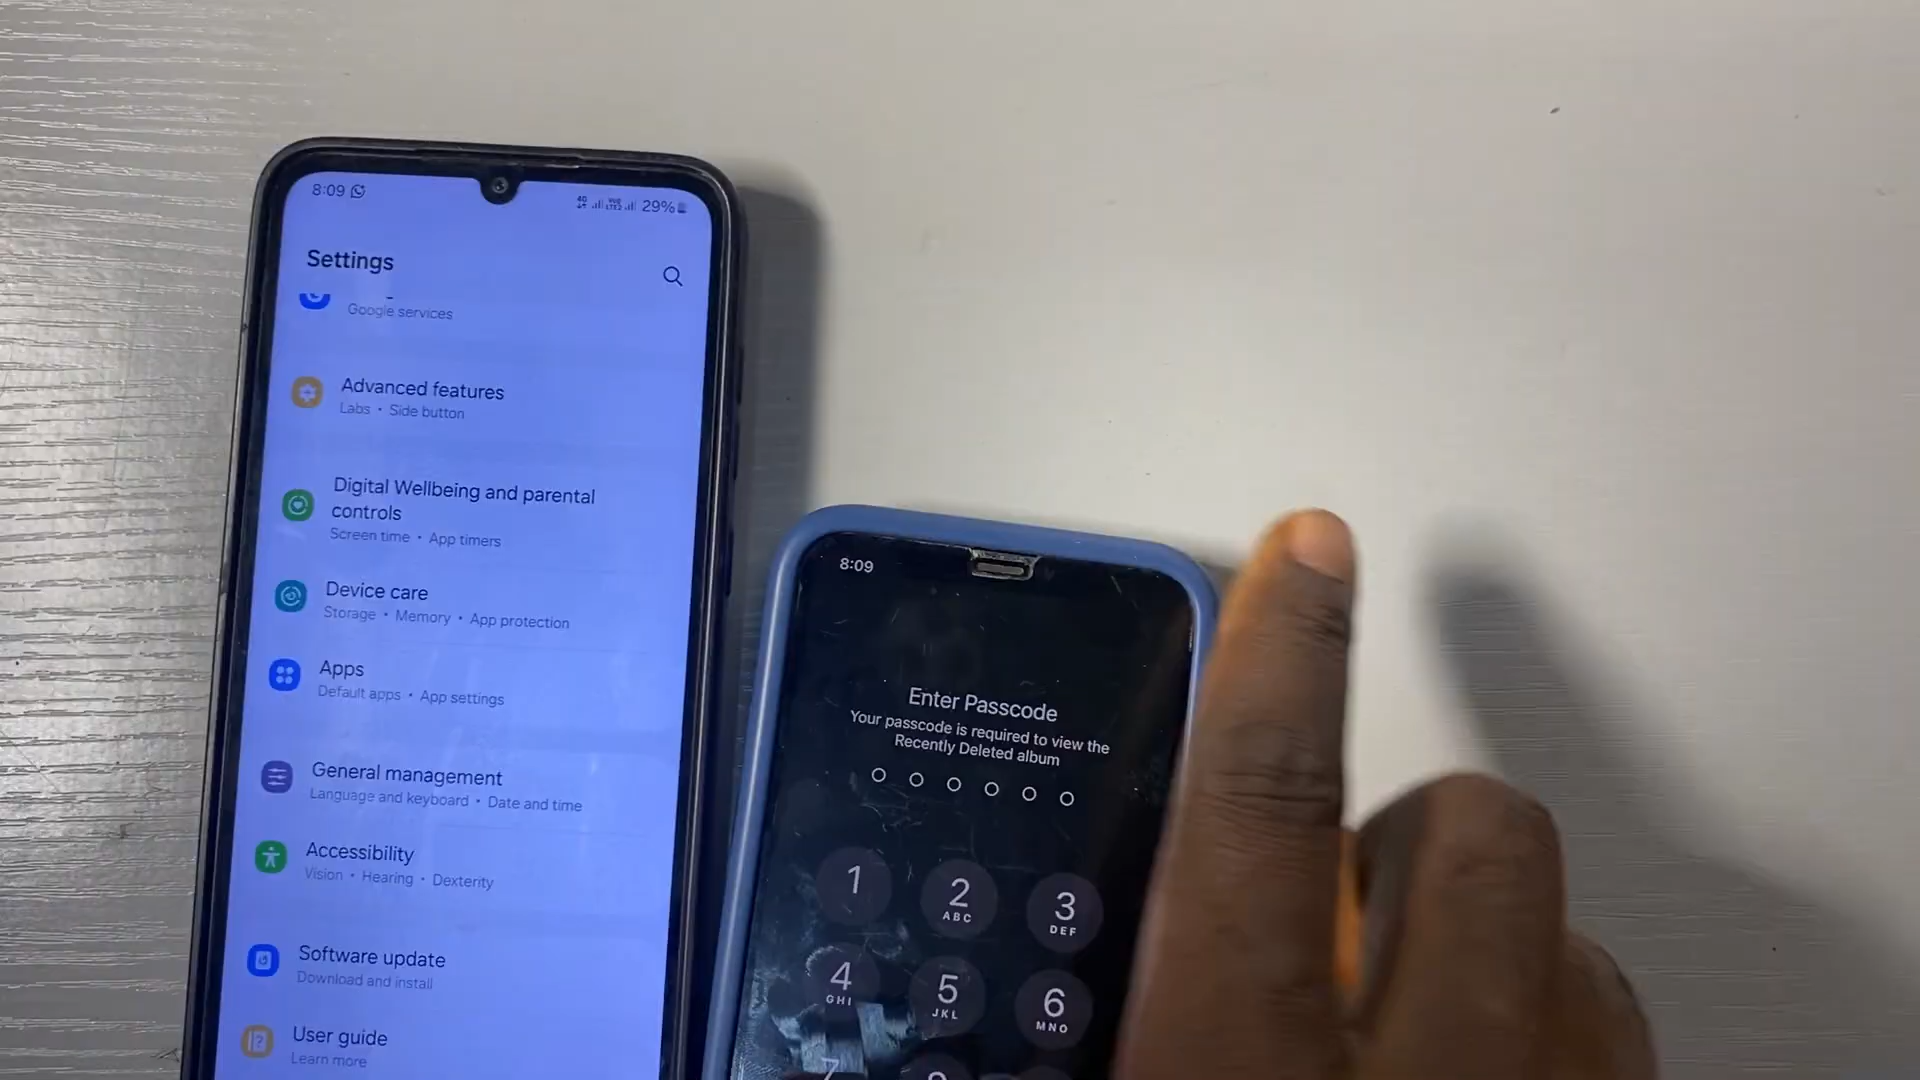 8:09
29%
Settings
Google services
Advanced features
Labs • Side button
Digital Wellbeing and parental
controls
Screen time • App timers
Device care
Storage • Memory • App protection
Apps
Default apps • App settings
General management
Language and keyboard • Date and time
Accessibility
Vision • Hearing • Dexterity
Software update
Download and install
User guide
Learn more
8:09
Enter Passcode
Your passcode is required to view the
Recently Deleted album
1
2
ABC
3
DEF
4
GHI
5
JKL
6
MNO
7